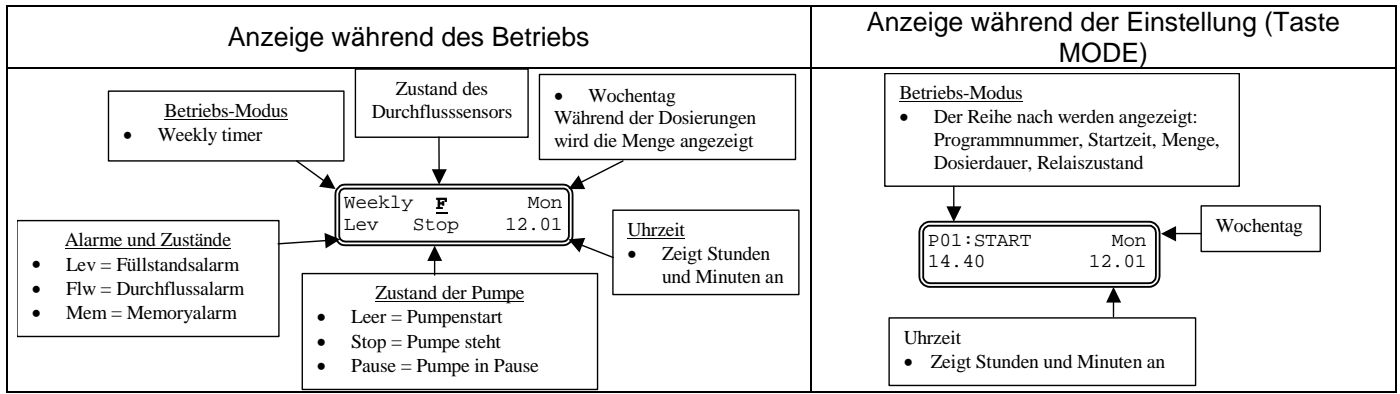 Anzeige während des Betriebs
Anzeige während der Einstellung (Taste
MODE)
Betriebs-Modus
• Weekly timer
Zustand des
Durchflusssensors
• Wochentag
Während der Dosierungen
wird die Menge angezeigt
Weekly F Mon
Lev Stop 12.01
Alarme und Zustände
• Lev = Füllstandsalarm
• Flw = Durchflussalarm
• Mem = Memoryalarm
Zustand der Pumpe
• Leer = Pumpenstart
• Stop = Pumpe steht
• Pause = Pumpe in Pause
Uhrzeit
• Zeigt Stunden
und Minuten an
Betriebs-Modus
• Der Reihe nach werden angezeigt:
Programmnummer, Startzeit, Menge,
Dosierdauer, Relaiszustand
P01:START Mon
14.40 12.01
Wochentag
Uhrzeit
• Zeigt Stunden und Minuten an